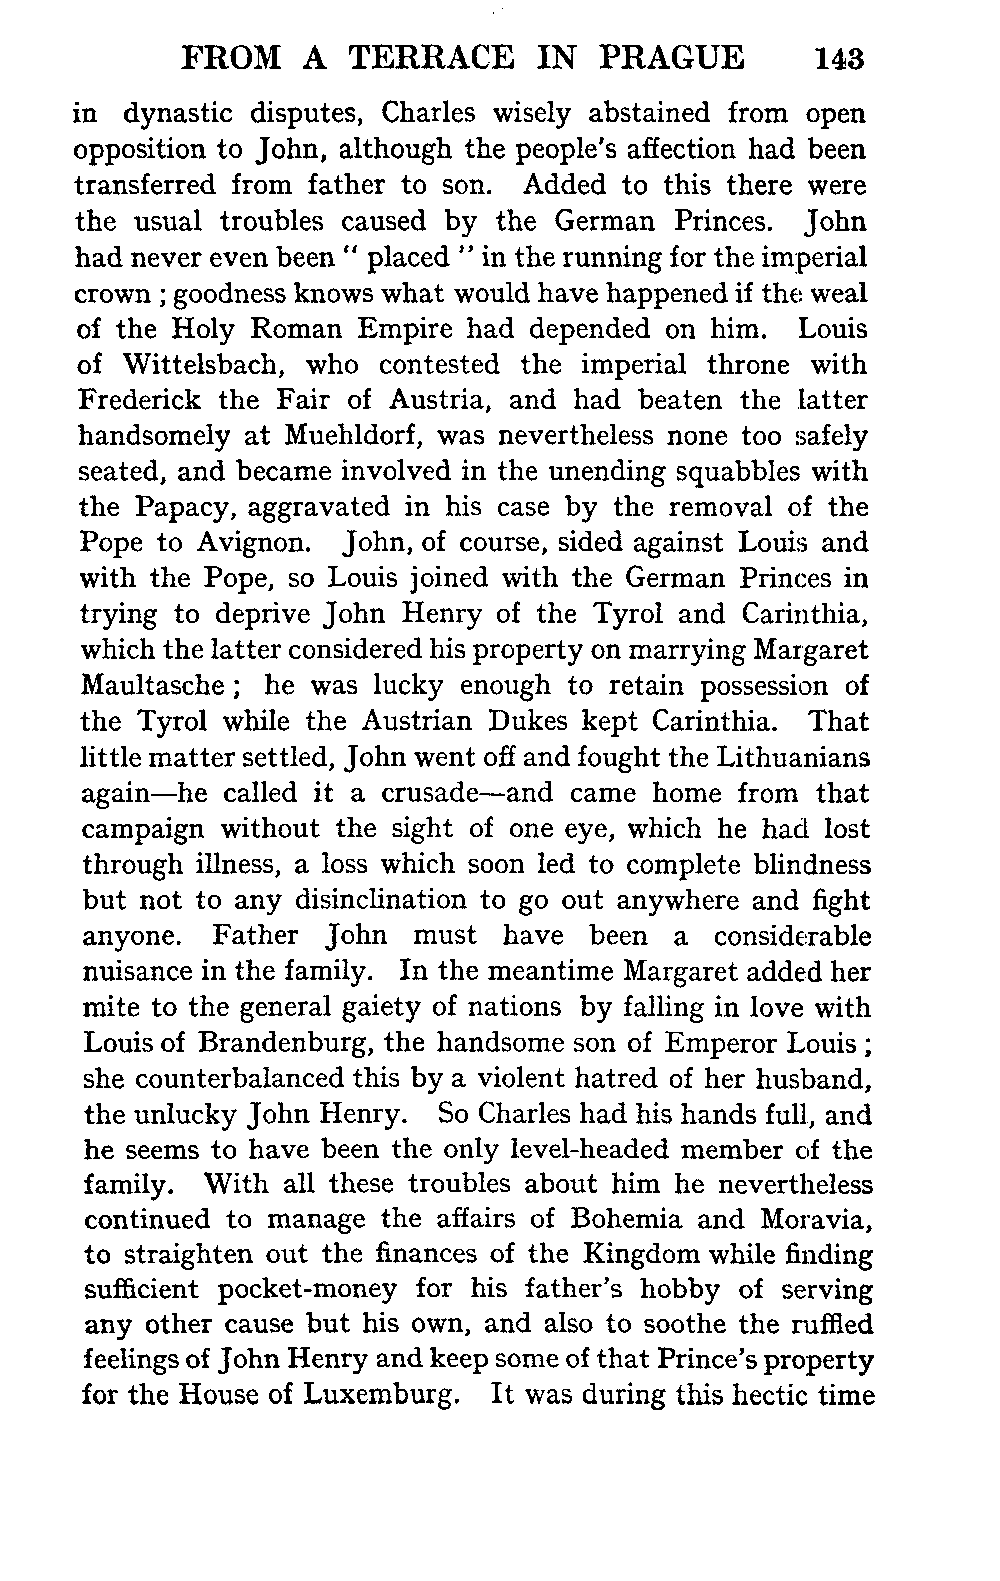 FROM A TERRACE IN PRAGUE 143
in dynastic disputes, Charles wisely abstained from open
opposition to John, although the people's affection had been
transferred from father to son. Added to this there were
the usual troubles caused by the German Princes. John
had never even been " placed " in the running for the imperial
crown ; goodness knows what would have happened if the weal
of the Holy Roman Empire had depended on him. Louis
of Wittelsbach, who contested the imperial throne with
Frederick the Fair of Austria, and had beaten the latter
handsomely at Muehldorf, was nevertheless none too safely
seated, and became involved in the unending squabbles with
the Papacy, aggravated in his case by the removal of the
Pope to Avignon. John, of course, sided against Louis and
with the Pope, so Louis joined with the German Princes in
trying to deprive John Henry of the Tyrol and Carinthia,
which the latter considered his property on marrying Margaret
Maultasche ; he was lucky enough to retain possession of
the Tyrol while the Austrian Dukes kept Carinthia. That
little matter settled, John went off and fought the Lithuanians
again—he called it a crusade—and came home from that
campaign without the sight of one eye, which he had lost
through illness, a loss which soon led to complete blindness
but not to any disinclination to go out anywhere and fight
anyone. Father John must have been a considerable
nuisance in the family. In the meantime Margaret added her
mite to the general gaiety of nations by falling in love with
Louis of Brandenburg, the handsome son of Emperor Louis ;
she counterbalanced this by a violent hatred of her husband,
the unlucky John Henry. So Charles had his hands full, and
he seems to have been the only level-headed member of the
family. With all these troubles about him he nevertheless
continued to manage the affairs of Bohemia and Moravia,
to straighten out the finances of the Kingdom while finding
sufficient pocket-money for his father's hobby of serving
any other cause but his own, and also to soothe the ruffled
feelings of John Henry and keep some of that Prince's property
for the House of Luxemburg. It was during this hectic time